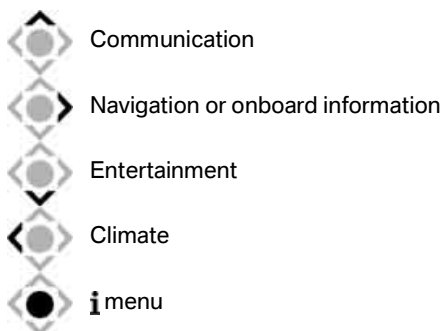 Communication
Navigation or onboard information
Entertainment
Climate
i menu